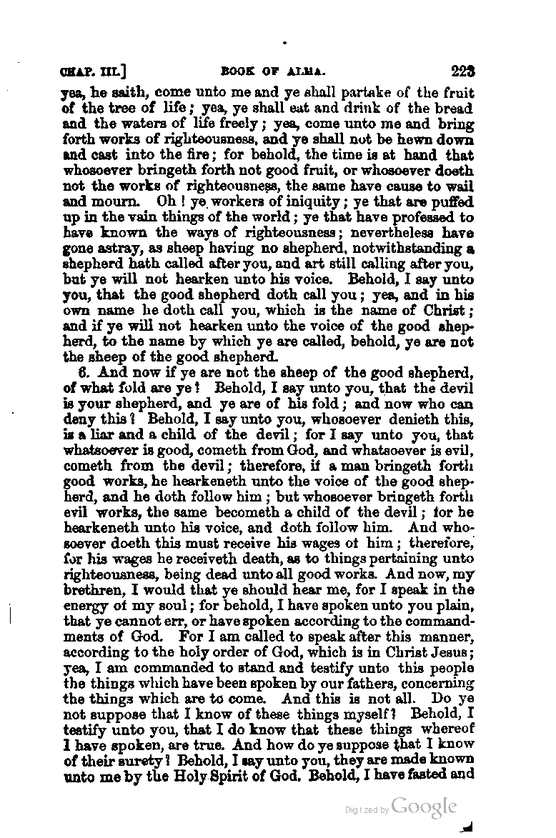 CHAP. III.] BOOK OF ALMA. 223
yea, he saith, come unto me and ye shall partake of the fruit
of the tree of life; yea, ye shall eat and drink of the bread
and the waters of life freely; yea, come unto me and bring
forth works of righteousness, and ye shall not be hewn down
and cast into the fire; for behold, the time is at hand that
whosoever bringeth forth not good fruit, or whosoever doeth
not the works of righteousness, the same have cause to wail
and mourn. Oh! ye workers of iniquity; ye that are puffed
up in the vain things of the world; ye that have professed to
have known the ways of righteousness; nevertheless have
gone astray, as sheep having no shepherd, notwithstanding a
shepherd hath called after you, and art still calling after you,
but ye will not hearken unto his voice. Behold, I say unto
you, that the good shepherd doth call you; yea, and in his
own name he doth call you, which is the name of Christ;
and if ye will not hearken unto the voice of the good shep-
herd, to the name by which ye are called, behold, ye are not
the sheep of the good shepherd.
6. And now if ye are not the sheep of the good shepherd,
of what fold are ye? Behold, I say unto you, that the devil
is your shepherd, and ye are of his fold; and now who can
deny this? Behold, I say unto you, whosoever denieth this,
is a liar and a child of the devil; for I say unto you, that
whatsoever is good, cometh from God, and whatsoever is evil,
cometh from the devil; therefore, if a man bringeth forth
good works, he hearkeneth unto the voice of the good shep-
herd, and he doth follow him; but whosoever bringeth forth
evil works, the same becometh a child of the devil; for he
hearkeneth unto his voice, and doth follow him. And who-
soever doeth this must receive his wages of him; therefore,
for his wages he receiveth death, as to things pertaining unto
righteousness, being dead unto all good works. And now, my
brethren, I would that ye should hear me, for I speak in the
energy of my soul; for behold, I have spoken unto you plain,
that ye cannot err, or have spoken according to the command-
ments of God. For I am called to speak after this manner,
according to the holy order of God, which is in Christ Jesus;
yea, I am commanded to stand and testify unto this people
the things which have been spoken by our fathers, concerning
the things which are to come. And this is not all. Do ye
not suppose that I know of these things myself? Behold, I
testify unto you, that I do know that these things whereof
I have spoken, are true. And how do ye suppose that I know
of their surety? Behold, I say unto you, they are made known
unto me by the Holy Spirit of God. Behold, I have fasted and
Digitized by Google